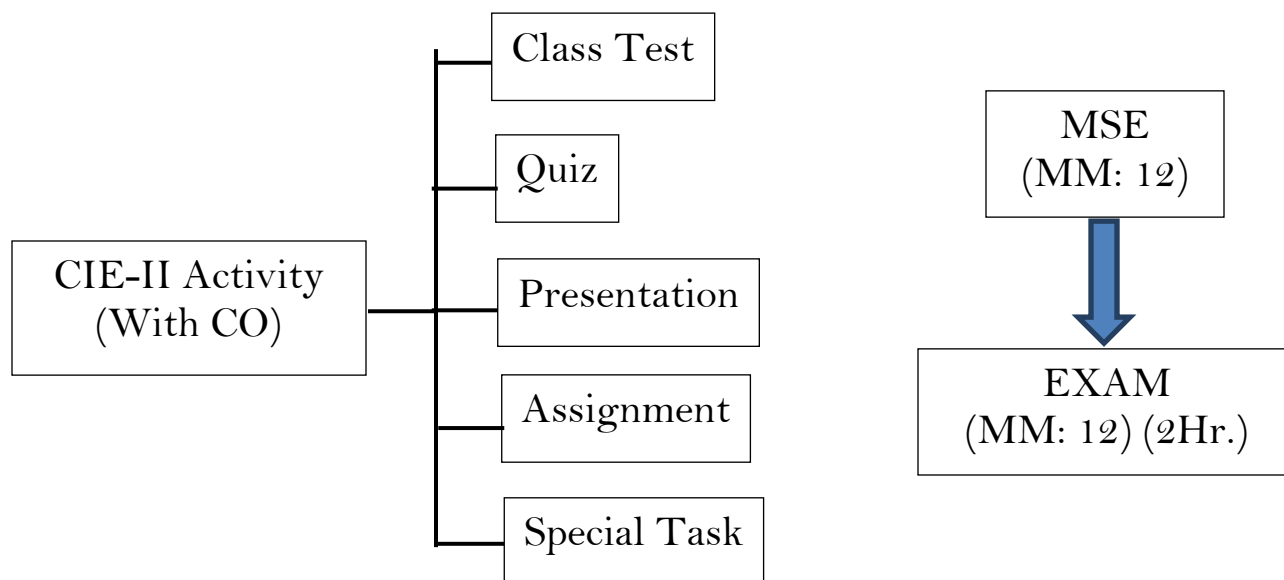 Class Test
Quiz
CIE-II Activity
(With CO)
Presentation
Assignment
Special Task
MSE
(MM: 12)
EXAM
(MM: 12) (2Hr.)